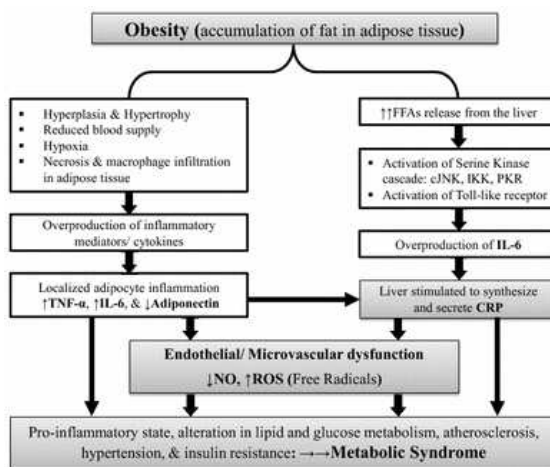 Obesity (accumulation of fat in adipose tissue)
▪ Hyperplasia & Hypertrophy
▪ Reduced blood supply
▪ Hypoxia
▪ Necrosis & macrophage infiltration
in adipose tissue
Overproduction of inflammatory
mediators/ cytokines
Localized adipocyte inflammation
↑TNF-α, ↑IL-6, & ↓Adiponectin
↑↑FFAs release from the liver
▪ Activation of Serine Kinase
cascade: cJNK, IKK, PKR
▪ Activation of Toll-like receptor
Overproduction of IL-6
Liver stimulated to synthesize
and secrete CRP
Endothelial/ Microvascular dysfunction
↓NO, ↑ROS (Free Radicals)
Pro-inflammatory state, alteration in lipid and glucose metabolism, atherosclerosis,
hypertension, & insulin resistance: →→Metabolic Syndrome